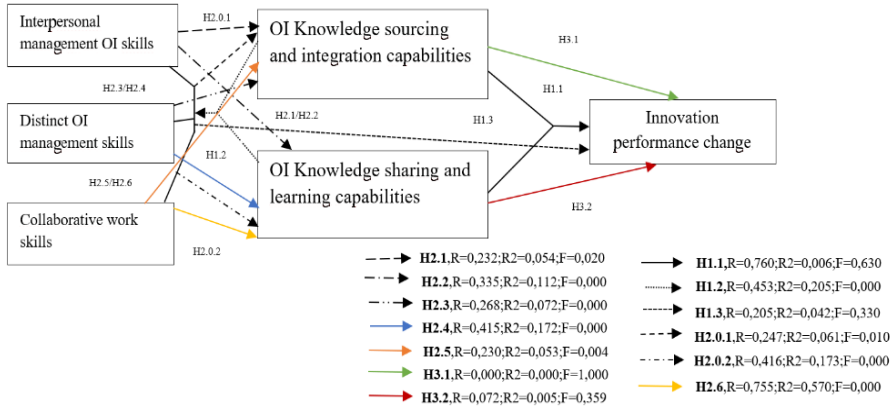 Interpersonal
management OI skills
H2.0.1
OI Knowledge sourcing
and integration capabilities
H3.1
H2.3/H2.4
H1.1
Distinct OI
management skills
H2.1/H2.2
H1.3
Innovation
performance change
H1.2
OI Knowledge sharing and
learning capabilities
H2.5/H2.6
H3.2
Collaborative work
skills
H2.0.2
H2.1,R=0,232;R2=0,054;F=0,020
H2.2,R=0,335;R2=0,112;F=0,000
H2.3,R=0,268;R2=0,072;F=0,000
H2.4,R=0,415;R2=0,172;F=0,000
H2.5,R=0,230;R2=0,053;F=0,004
H3.1,R=0,000;R2=0,000;F=1,000
H3.2,R=0,072;R2=0,005;F=0,359
H1.1,R=0,760;R2=0,006;F=0,630
H1.2,R=0,453;R2=0,205;F=0,000
H1.3,R=0,205;R2=0,042;F=0,330
H2.0.1,R=0,247;R2=0,061;F=0,010
H2.0.2,R=0,416;R2=0,173;F=0,000
H2.6,R=0,755;R2=0,570;F=0,000